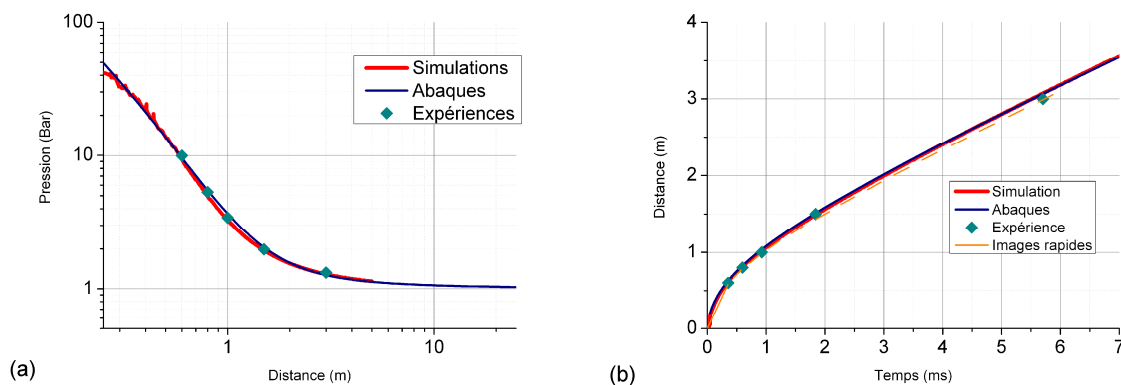 100
10
1
1
10
Pression (Bar)
Distance (m)
Simulations
Abaques
Expériences
(a)
4
3
2
1
0
0
1
2
3
4
5
6
7
Distance (m)
Temps (ms)
Simulation
Abaques
Expérience
Images rapides
(b)